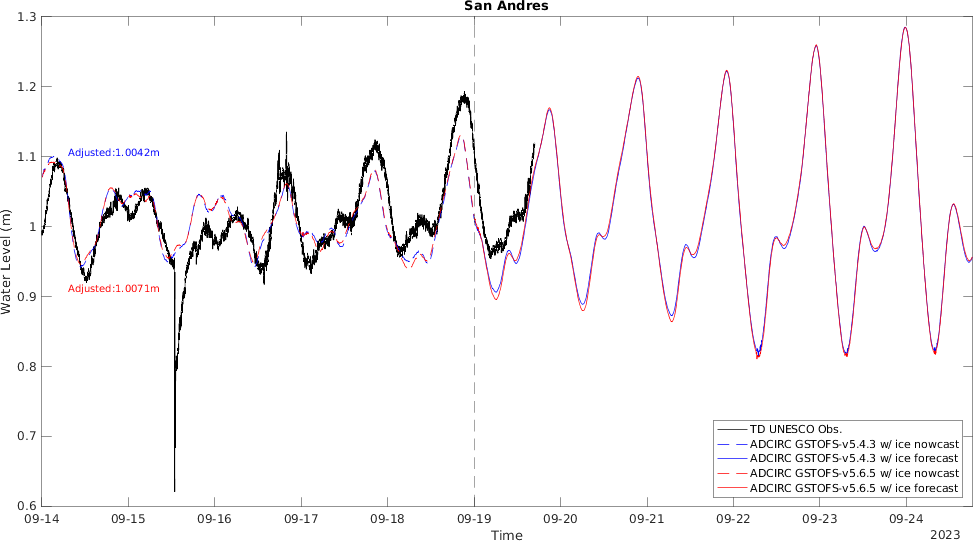 San Andres
1.3
1.2
1.1
1
0.9
0.8
0.7
0.6
Water Level (m)
Adjusted:1.0042m
Adjusted:1.0071m
TD UNESCO Obs.
ADCIRC GSTOFS-v5.4.3 w/ ice nowcast
ADCIRC GSTOFS-v5.4.3 w/ ice forecast
ADCIRC GSTOFS-v5.6.5 w/ ice nowcast
ADCIRC GSTOFS-v5.6.5 w/ ice forecast
09-14 09-15 09-16 09-17 09-18 09-19 09-20 09-21 09-22 09-23 09-24
Time
2023